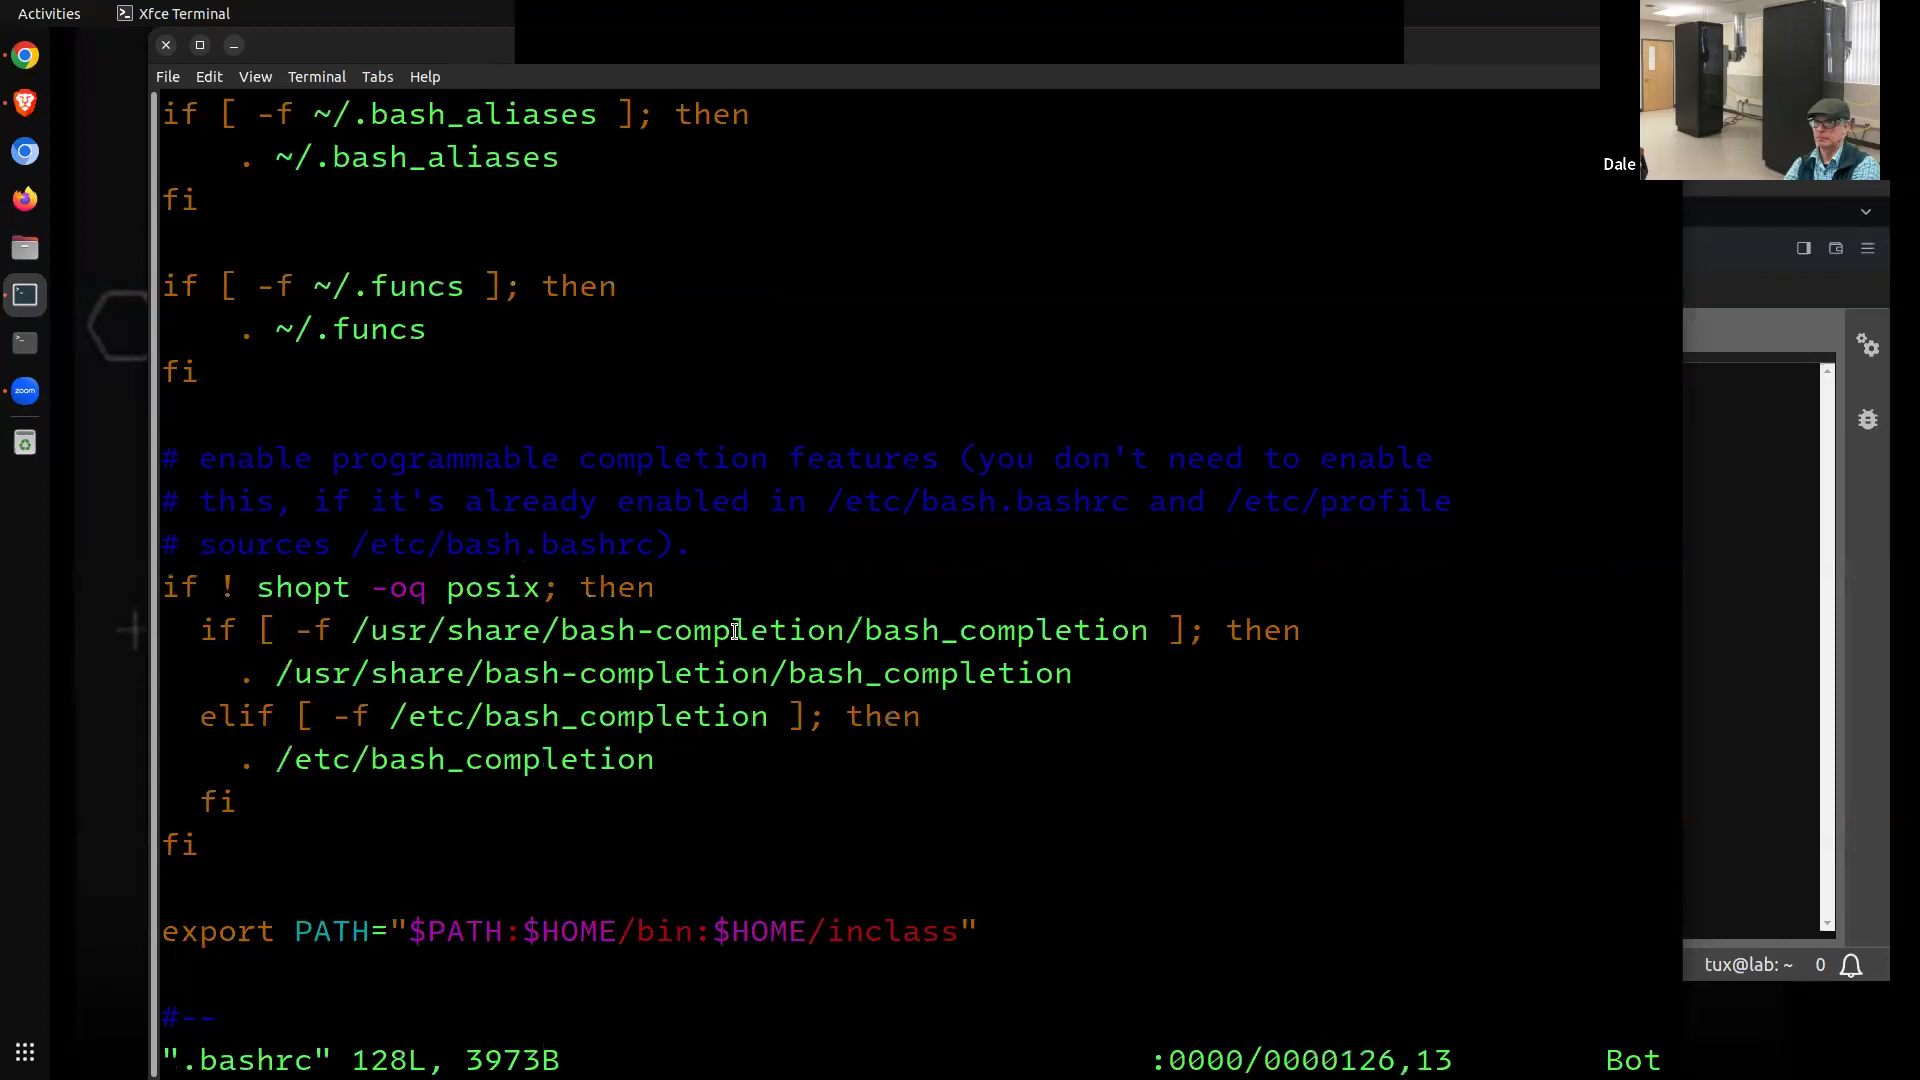 Activities
Xfce Terminal
File Edit View Terminal Tabs Help
Dale
if [ -f ~/.bash_aliases ]; then
    . ~/.bash_aliases
fi
if [ -f ~/.funcs ]; then
    . ~/.funcs
fi
# enable programmable completion features (you don't need to enable
# this, if it's already enabled in /etc/bash.bashrc and /etc/profile
# sources /etc/bash.bashrc).
if ! shopt -oq posix; then
  if [ -f /usr/share/bash-completion/bash_completion ]; then
    . /usr/share/bash-completion/bash_completion
  elif [ -f /etc/bash_completion ]; then
    . /etc/bash_completion
  fi
fi
export PATH="$PATH:$HOME/bin:$HOME/inclass"
#--
".bashrc" 128L, 3973B :0000/0000126,13 Bot
zoom
tux@lab: ~ 0